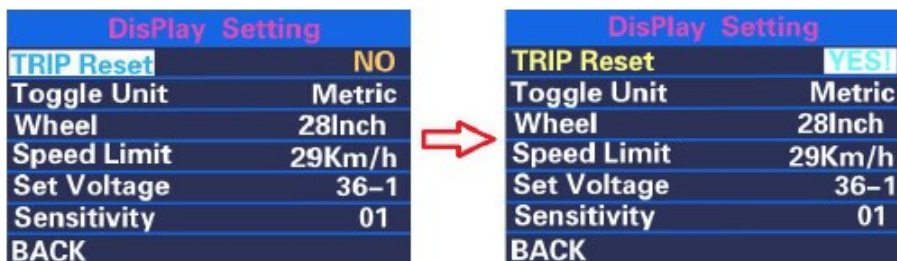 DisPlay Setting
TRIP Reset NO
Toggle Unit Metric
Wheel 28Inch
Speed Limit 29Km/h
Set Voltage 36-1
Sensitivity 01
BACK
DisPlay Setting
TRIP Reset YES!
Toggle Unit Metric
Wheel 28Inch
Speed Limit 29Km/h
Set Voltage 36-1
Sensitivity 01
BACK